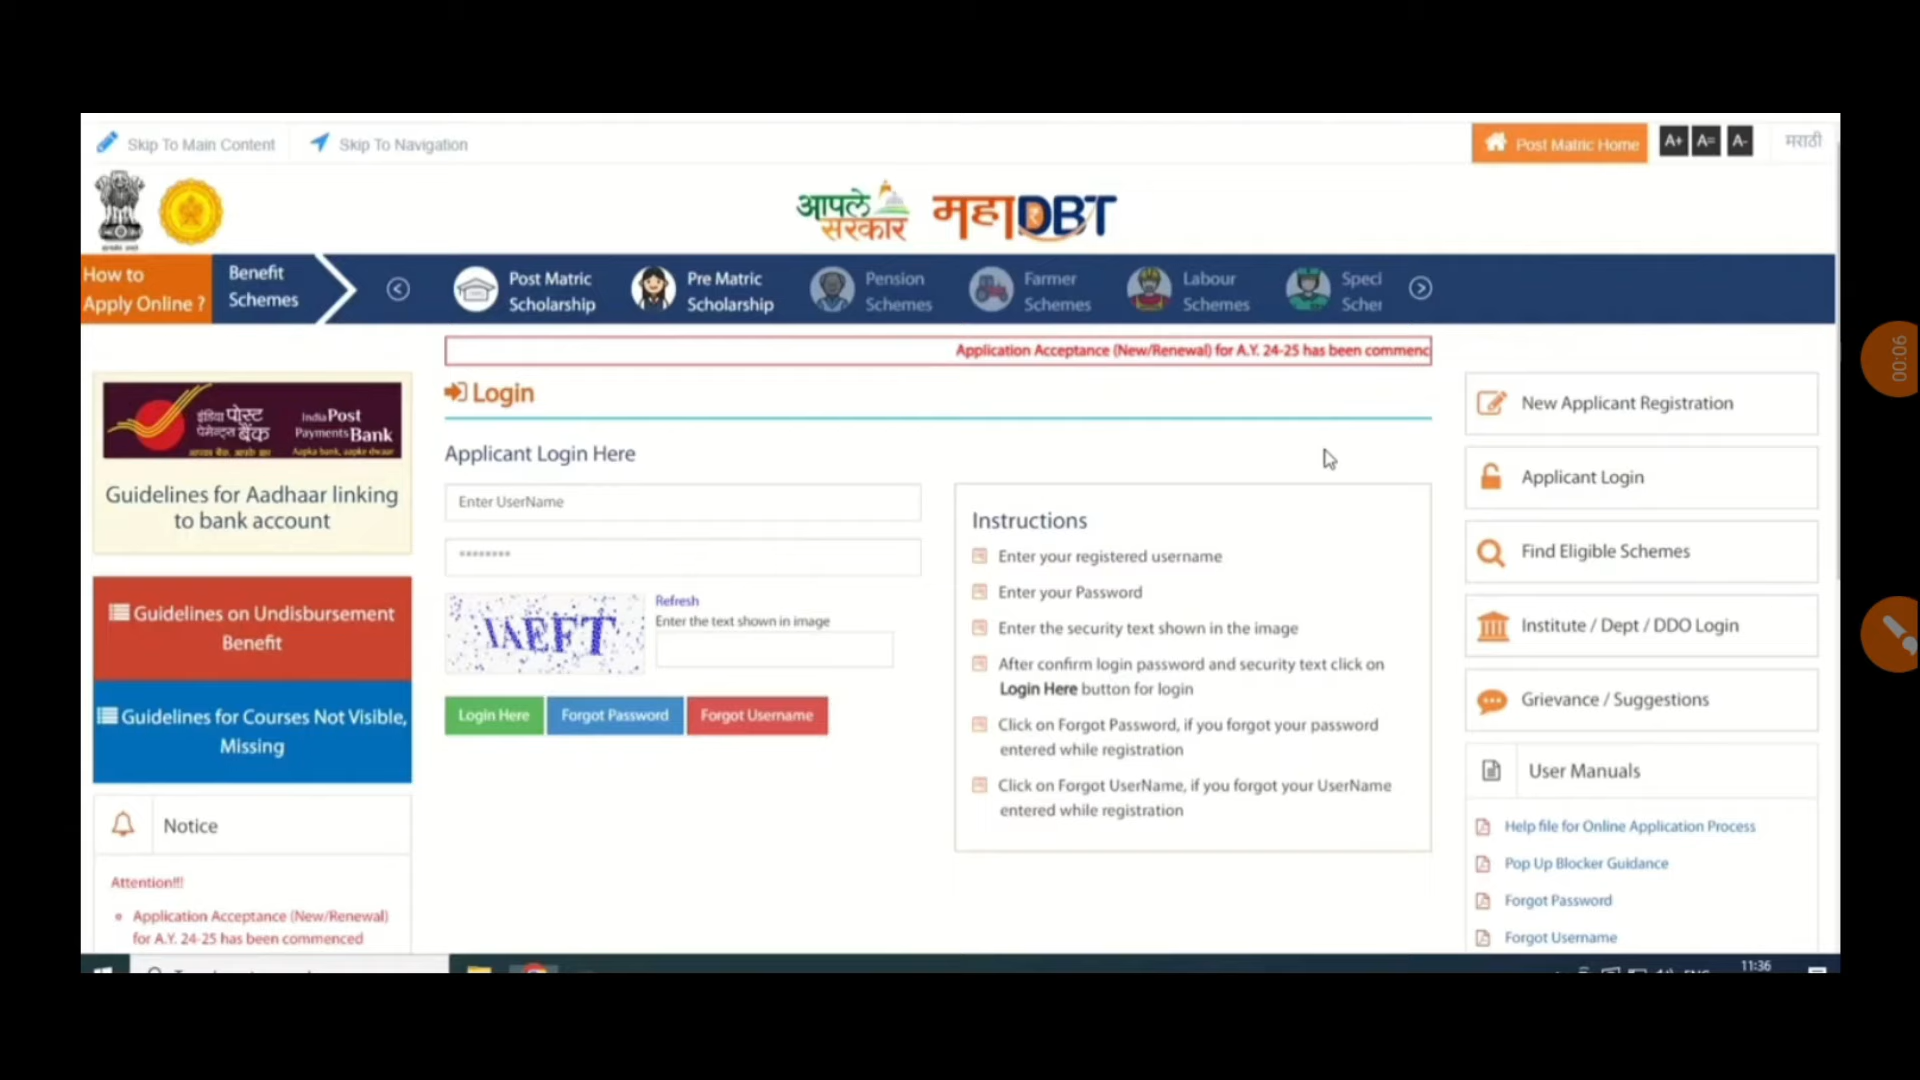 Skip To Main Content
Skip To Navigation
Post Matric Home
A+ A= A-
मराठी
आपले
सरकार
महाDBT
How to
Apply Online ?
Benefit
Schemes
Post Matric
Scholarship
Pre Matric
Scholarship
Pension
Schemes
Farmer
Schemes
Labour
Schemes
Speci
Scher
Application Acceptance (New/Renewal) for A.Y. 24-25 has been commenc
इंडिया पोस्ट
पेमेन्ट्स बैंक
India Post
Payments Bank
आपका बैंक, आपके द्वार
Aapka bank, aapke dwaar
Guidelines for Aadhaar linking
to bank account
Guidelines on Undisbursement
Benefit
Guidelines for Courses Not Visible,
Missing
Notice
Attention!!!
Application Acceptance (New/Renewal)
for A.Y. 24-25 has been commenced
Login
Applicant Login Here
Enter UserName
********
Refresh
Enter the text shown in image
Login Here
Forgot Password
Forgot Username
Instructions
Enter your registered username
Enter your Password
Enter the security text shown in the image
After confirm login password and security text click on
Login Here button for login
Click on Forgot Password, if you forgot your password
entered while registration
Click on Forgot UserName, if you forgot your UserName
entered while registration
New Applicant Registration
Applicant Login
Find Eligible Schemes
Institute / Dept / DDO Login
Grievance / Suggestions
User Manuals
Help file for Online Application Process
Pop Up Blocker Guidance
Forgot Password
Forgot Username
11:36
00:06